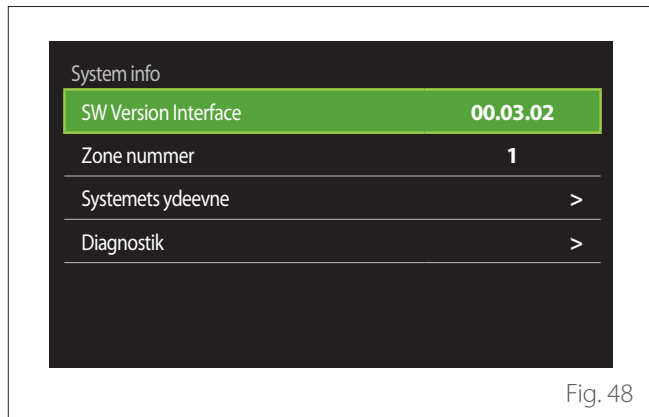 System info
SW Version Interface 00.03.02
Zone nummer 1
Systemets ydeevne >
Diagnostik >
Fig. 48